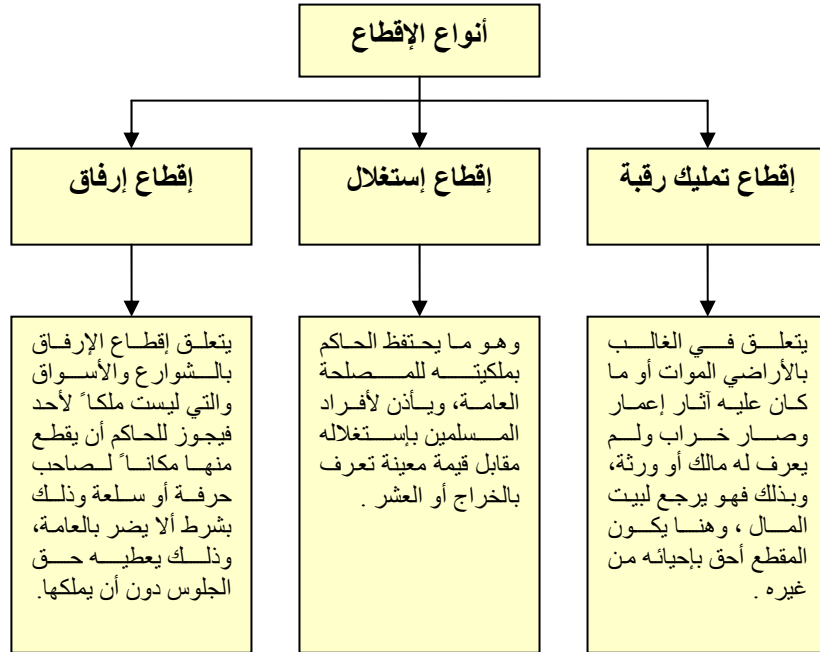 أنواع الإقطاع
إقطاع تمليك رقبة
إقطاع إستغلال
إقطاع إرفاق
يتعلق في الغالب
بالأراضي الموات أو ما
كان عليه آثار إعمار
وصار خراب ولم
يعرف له مالك أو ورثة،
وبذلك فهو يرجع لبيت
المال ، وهنا يكون
المقطع أحق بإحيائه من
غيره .
وهو ما يحتفظ الحاكم
بملكيته للمصلحة
العامة، ويأذن لأفراد
المسلمين بإستغلاله
مقابل قيمة معينة تعرف
بالخراج أو العشر .
يتعلق إقطاع الإرفاق
بالشوارع والأسواق
والتي ليست ملكاً لأحد
فيجوز للحاكم أن يقطع
منها مكاناً لصاحب
حرفة أو سلعة وذلك
بشرط ألا يضر بالعامة،
وذلك يعطيه حق
الجلوس دون أن يملكها.